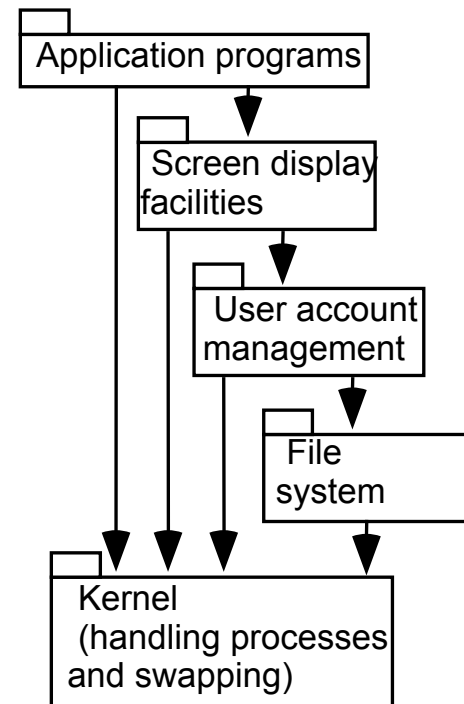 Application programs
Screen display
facilities
User account
management
File
system
Kernel
(handling processes
and swapping)